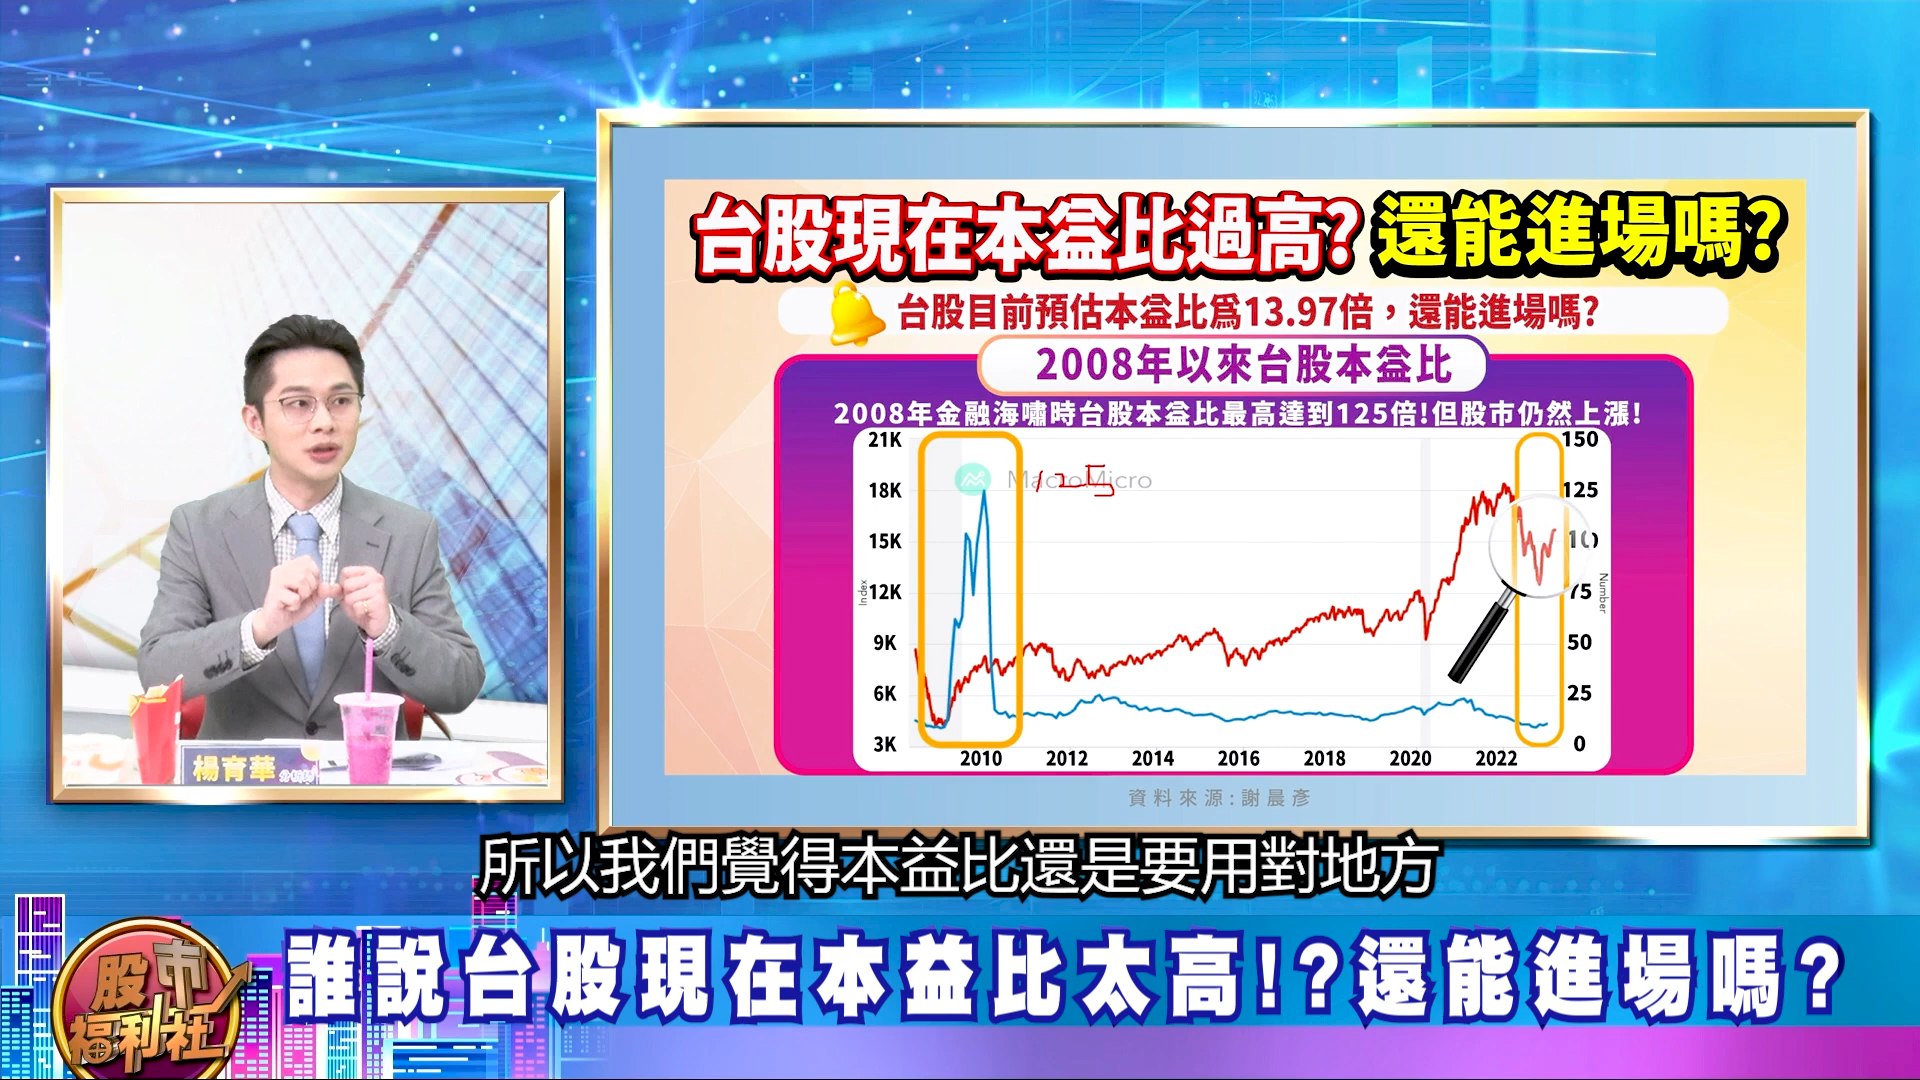 台股現在本益比過高? 還能進場嗎?
台股目前預估本益比為13.97倍，還能進場嗎?
2008年以來台股本益比
2008年金融海嘯時台股本益比最高達到125倍!但股市仍然上漲!
21K
18K
15K
12K
9K
6K
3K
Index
MacroMicro
125
150
125
100
75
50
25
0
Number
2010 2012 2014 2016 2018 2020 2022
資料來源:謝晨彥
楊育華 分析師
所以我們覺得本益比還是要用對地方
股市福利社
誰說台股現在本益比太高!?還能進場嗎?